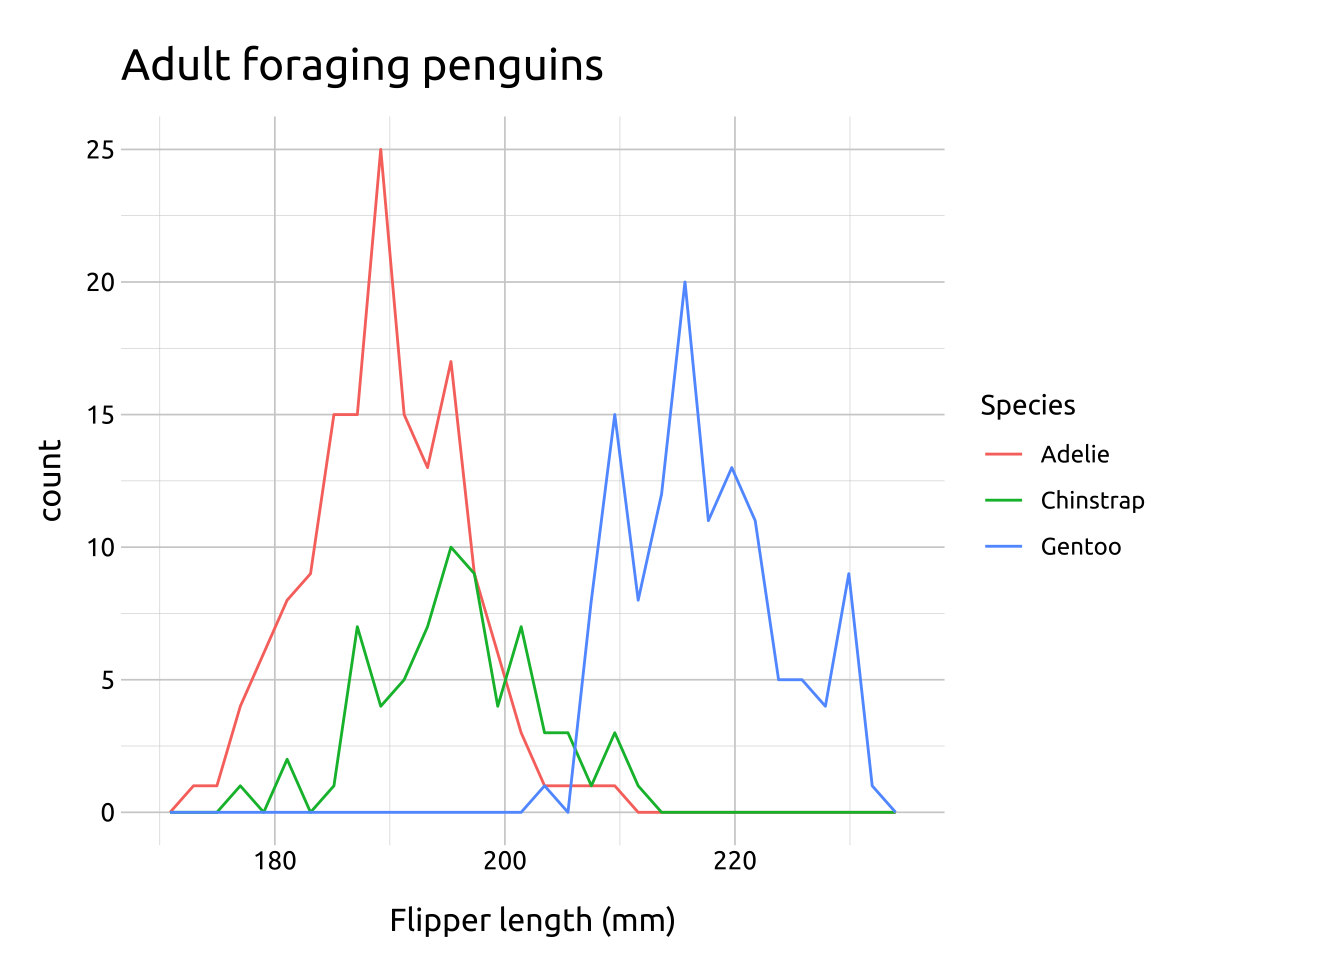 Adult foraging penguins
25
20
15
10
5
0
count
180 200 220
Flipper length (mm)
Species
Adelie
Chinstrap
Gentoo